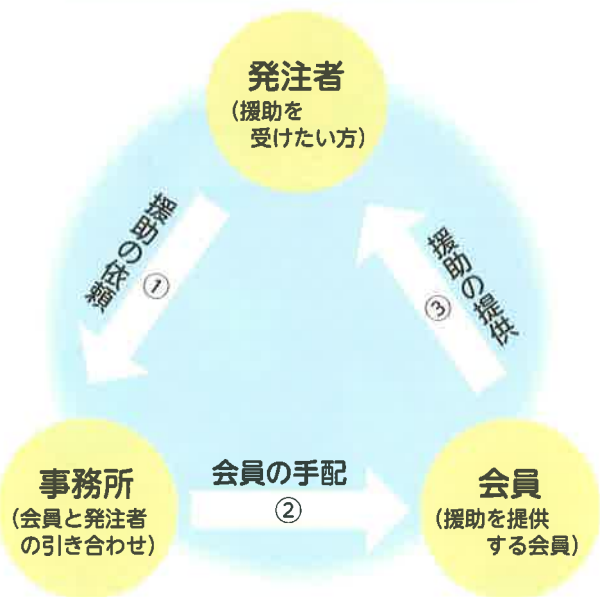 発注者
(援助を
受けたい方)
援助の依頼
①
援助の提供
③
事務所
(会員と発注者
の引き合わせ)
会員の手配
②
会員
(援助を提供
する会員)